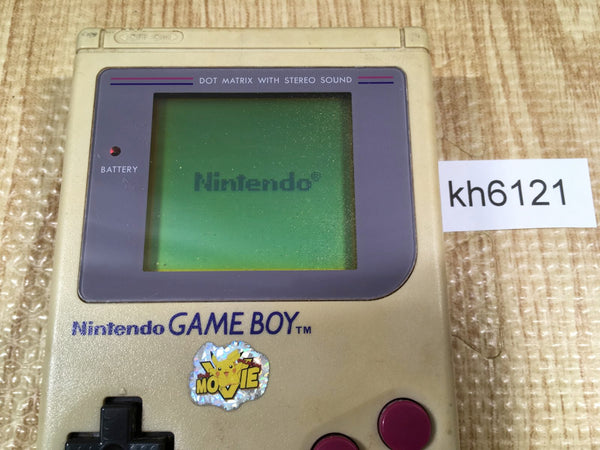 DOT MATRIX WITH STEREO SOUND
BATTERY
Nintendo®
kh6121
Nintendo GAME BOY™
MOVIE